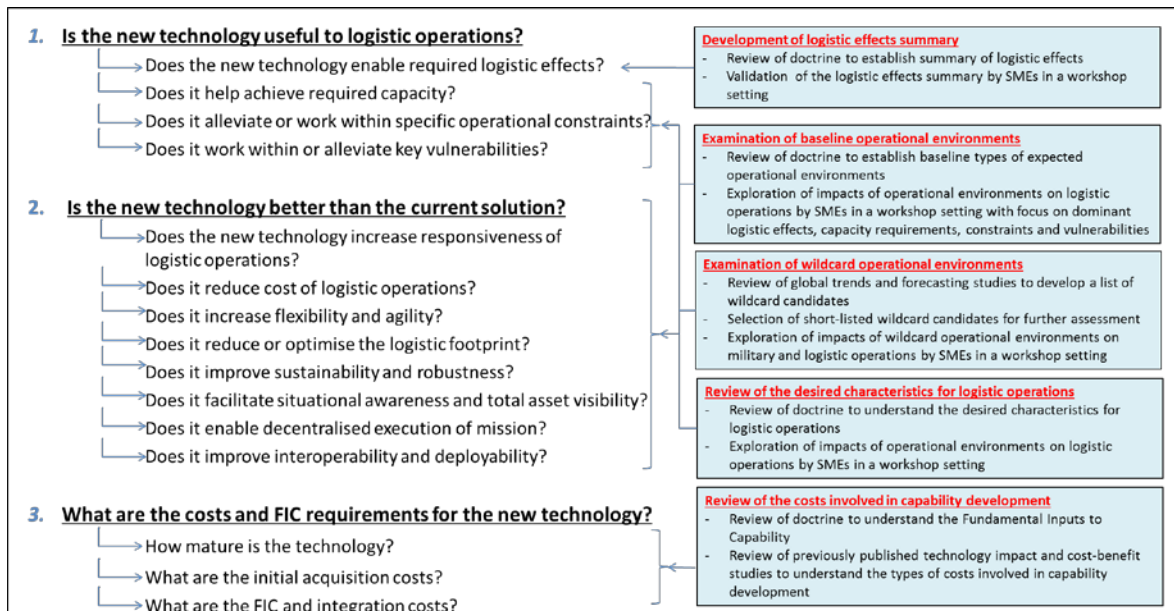 1. Is the new technology useful to logistic operations?
Does the new technology enable required logistic effects?
Does it help achieve required capacity?
Does it alleviate or work within specific operational constraints?
Does it work within or alleviate key vulnerabilities?
2. Is the new technology better than the current solution?
Does the new technology increase responsiveness of
logistic operations?
Does it reduce cost of logistic operations?
Does it increase flexibility and agility?
Does it reduce or optimise the logistic footprint?
Does it improve sustainability and robustness?
Does it facilitate situational awareness and total asset visibility?
Does it enable decentralised execution of mission?
Does it improve interoperability and deployability?
3. What are the costs and FIC requirements for the new technology?
How mature is the technology?
What are the initial acquisition costs?
What are the FIC and integration costs?
Development of logistic effects summary
- Review of doctrine to establish summary of logistic effects
- Validation of the logistic effects summary by SMEs in a workshop
setting
Examination of baseline operational environments
- Review of doctrine to establish baseline types of expected
operational environments
- Exploration of impacts of operational environments on logistic
operations by SMEs in a workshop setting with focus on dominant
logistic effects, capacity requirements, constraints and vulnerabilities
Examination of wildcard operational environments
- Review of global trends and forecasting studies to develop a list of
wildcard candidates
- Selection of short-listed wildcard candidates for further assessment
- Exploration of impacts of wildcard operational environments on
military and logistic operations by SMEs in a workshop setting
Review of the desired characteristics for logistic operations
- Review of doctrine to understand the desired characteristics for
logistic operations
- Exploration of impacts of operational environments on logistic
operations by SMEs in a workshop setting
Review of the costs involved in capability development
- Review of doctrine to understand the Fundamental Inputs to
Capability
- Review of previously published technology impact and cost-benefit
studies to understand the types of costs involved in capability
development